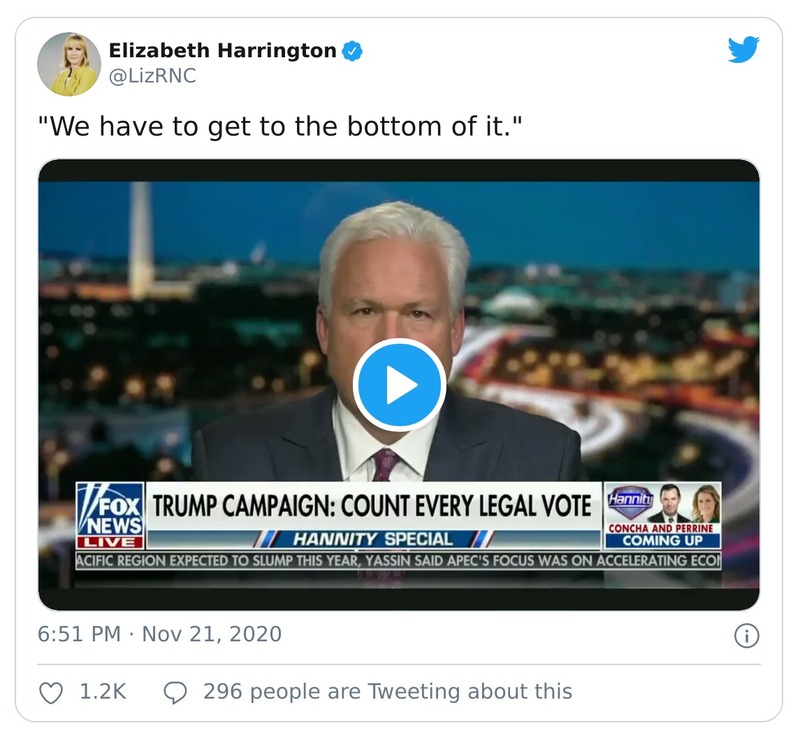 Elizabeth Harrington
@LizRNC
"We have to get to the bottom of it."
TRUMP CAMPAIGN: COUNT EVERY LEGAL VOTE
FOX
NEWS
LIVE
HANNITY SPECIAL
Hannity
CONCHA AND PERRINE
COMING UP
ACIFIC REGION EXPECTED TO SLUMP THIS YEAR, YASSIN SAID APEC'S FOCUS WAS ON ACCELERATING ECO
6:51 PM · Nov 21, 2020
1.2K
296 people are Tweeting about this